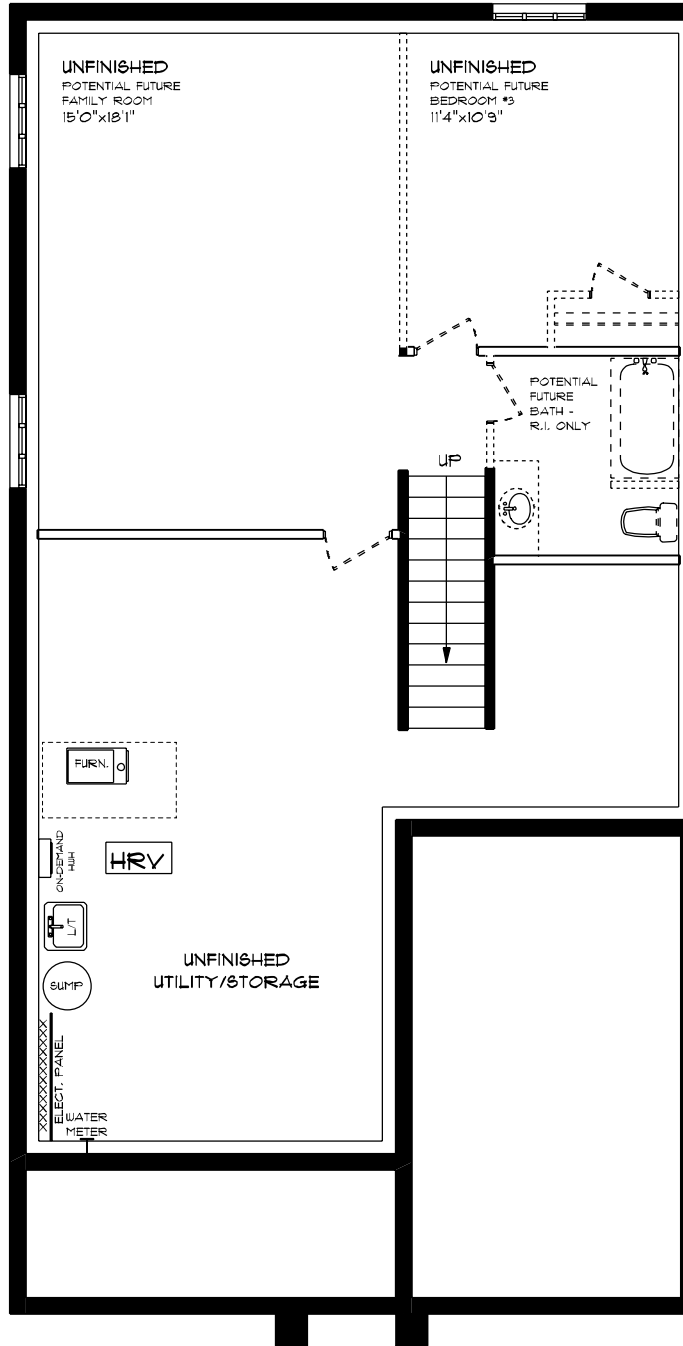 UNFINISHED
POTENTIAL FUTURE
FAMILY ROOM
15'0"x18'1"
UNFINISHED
POTENTIAL FUTURE
BEDROOM #3
11'4"x10'9"
POTENTIAL
FUTURE
BATH -
R.I. ONLY
UP
FURN.
ON-DEMAND
HWH
HRV
L/T
UNFINISHED
UTILITY/STORAGE
SUMP
ELECT. PANEL
WATER
METER